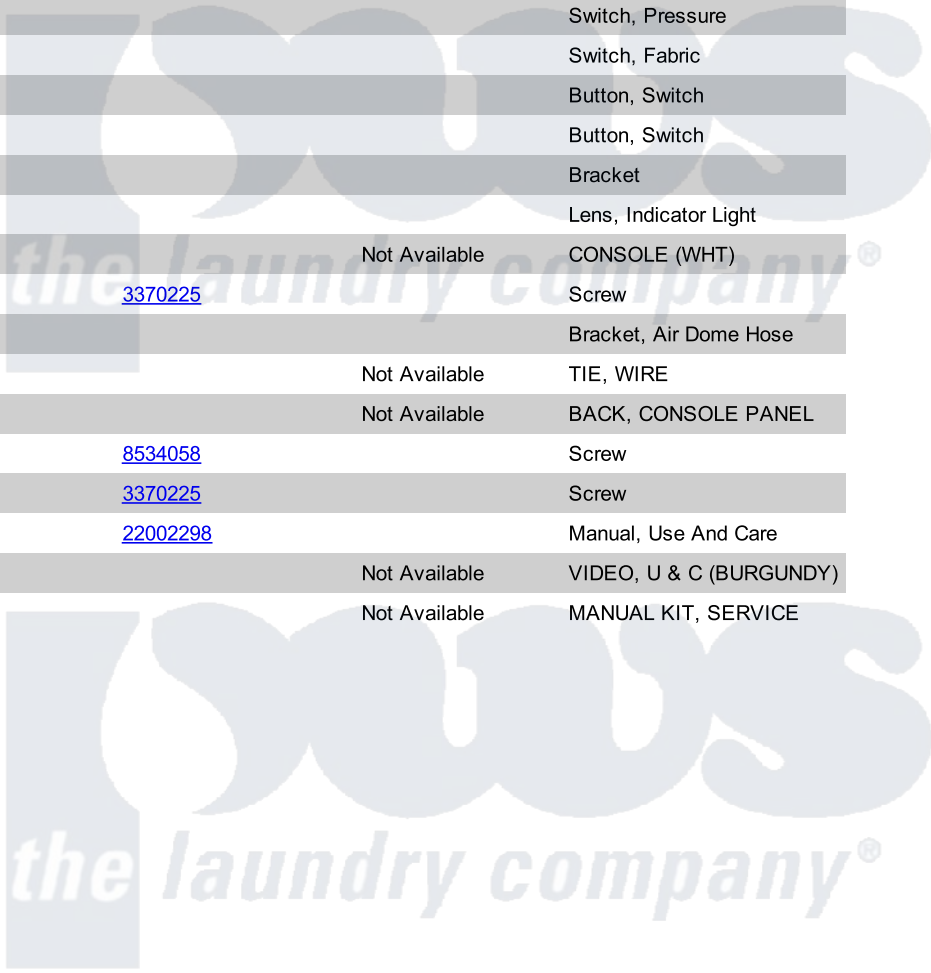 Switch, Pressure
Switch, Fabric
Button, Switch
Button, Switch
Bracket
Lens, Indicator Light
Not Available CONSOLE (WHT)
3370225 Screw
Bracket, Air Dome Hose
Not Available TIE, WIRE
Not Available BACK, CONSOLE PANEL
8534058 Screw
3370225 Screw
22002298 Manual, Use And Care
Not Available VIDEO, U & C (BURGUNDY)
Not Available MANUAL KIT, SERVICE
pws
the laundry company®
pws
the laundry company®